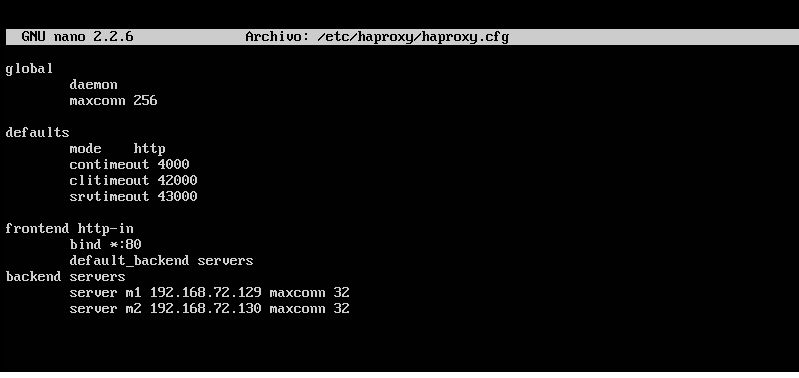 GNU nano 2.2.6 Archivo: /etc/haproxy/haproxy.cfg
global
daemon
maxconn 256
defaults
mode http
contimeout 4000
clitimeout 42000
srvtimeout 43000
frontend http-in
bind *:80
default_backend servers
backend servers
server m1 192.168.72.129 maxconn 32
server m2 192.168.72.130 maxconn 32